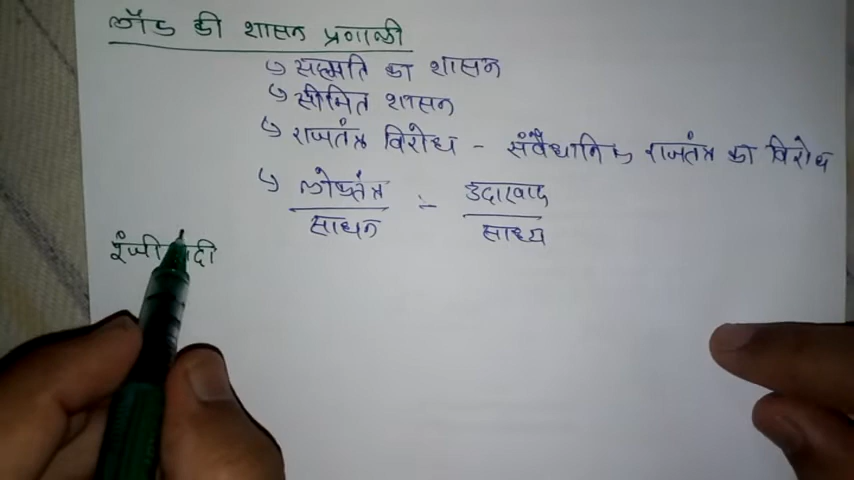 लॉक की शासन प्रणाली
↳ सहमति का शासन
↳ सीमित शासन
↳ राजतंत्र विरोध - संवैधानिक राजतंत्र का विरोध
↳ लोकतंत्र - उदारवाद
साधन साध्य